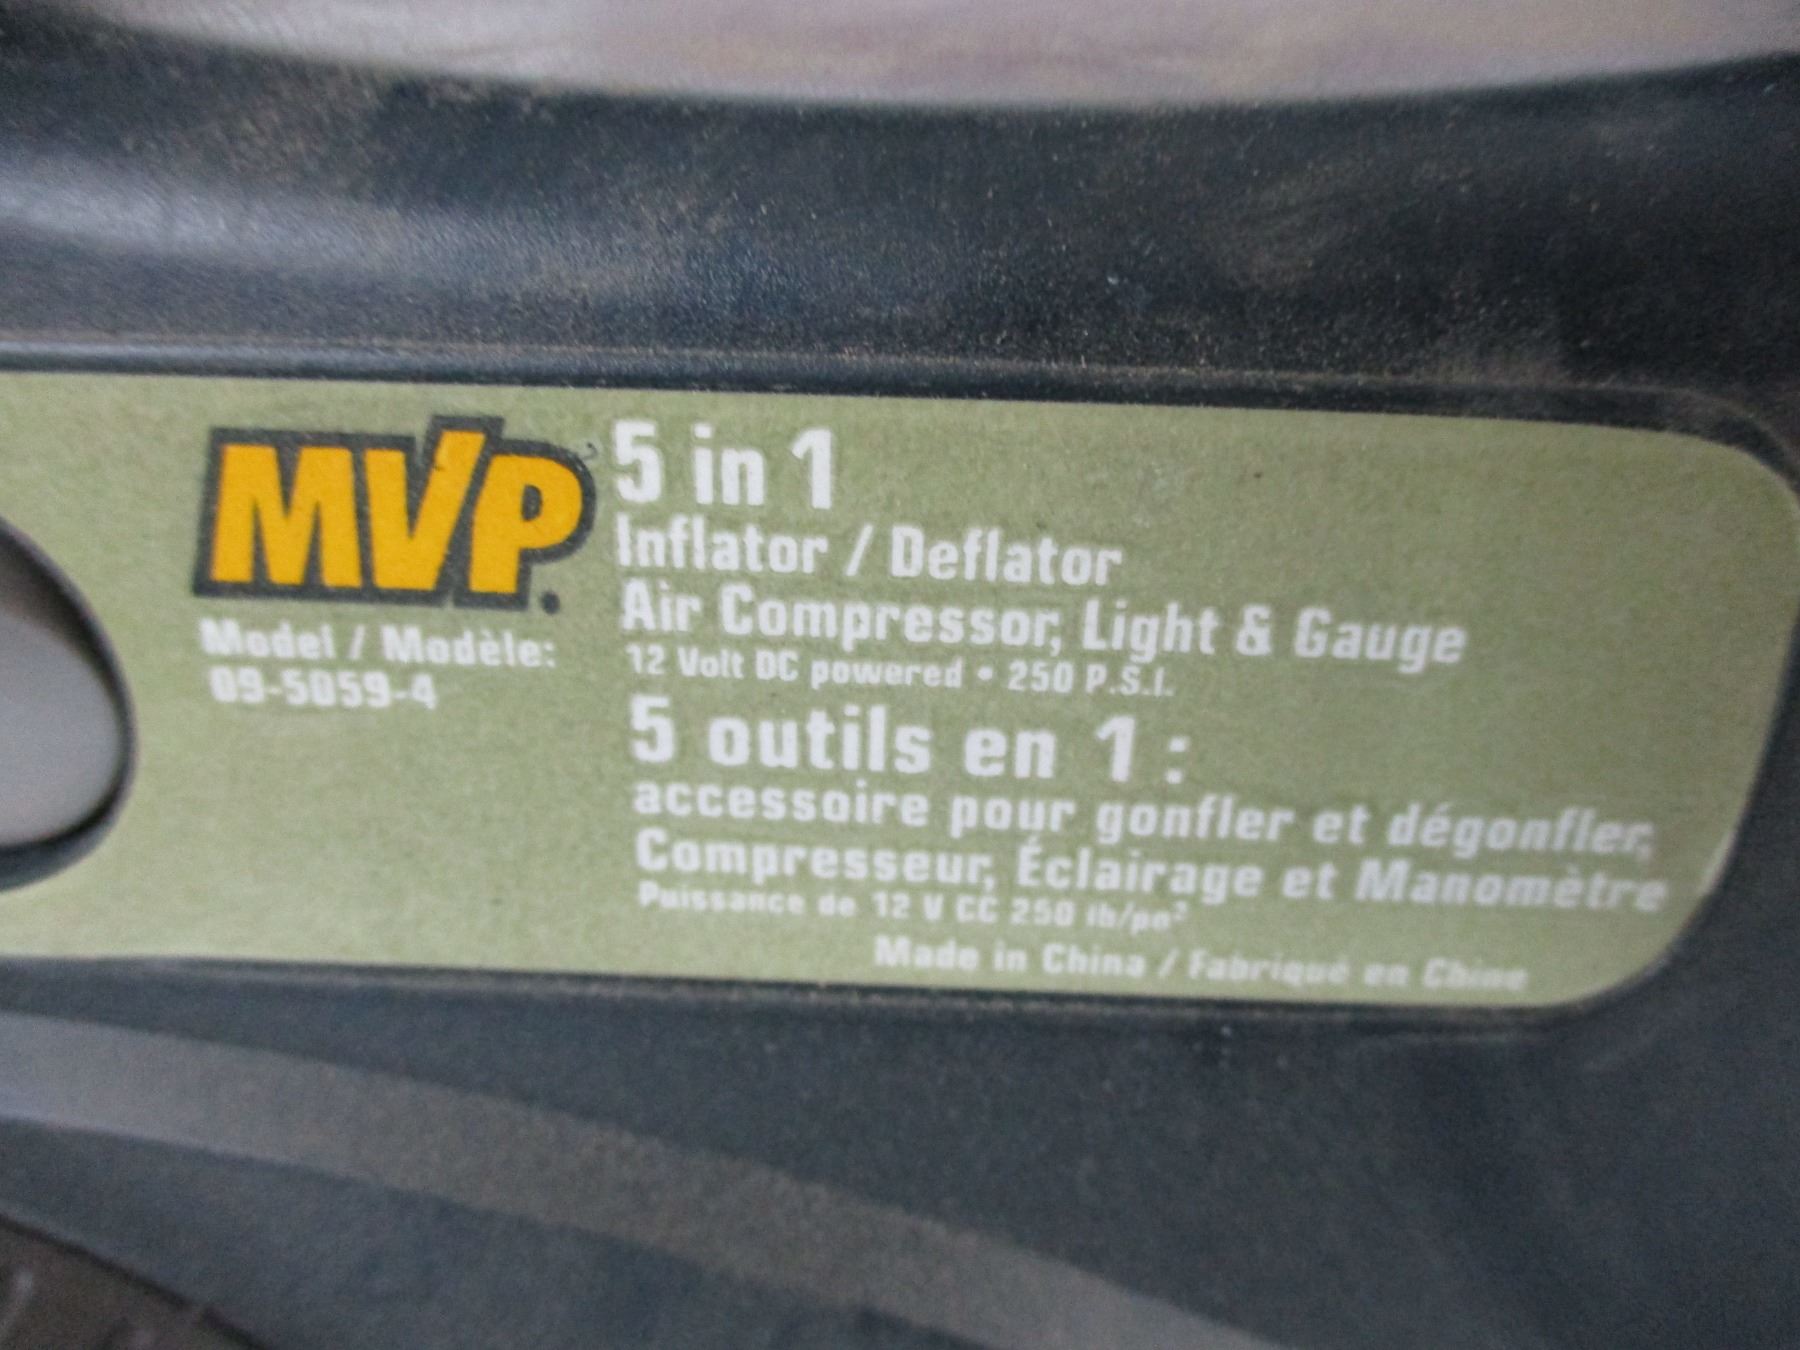 MVP
Model / Modèle:
09-5059-4
5 in 1
Inflator / Deflator
Air Compressor, Light & Gauge
12 Volt DC powered • 250 P.S.I.
5 outils en 1 :
accessoire pour gonfler et dégonfler,
Compresseur, Éclairage et Manomètre
Puissance de 12 V CC 250 lb/po²
Made in China / Fabriqué en Chine